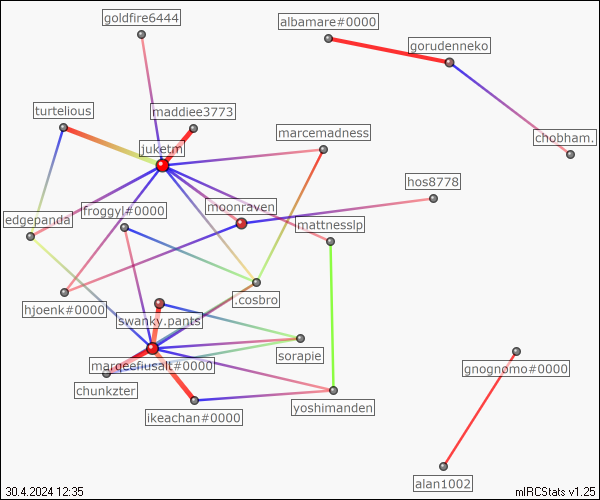 goldfire6444
albamare#0000
gorudenneko
turtelious
maddiee3773
juketm
marcemadness
chobham.
hos8778
edgepanda
froggyl#0000
moonraven
mattnesslp
hjoenk#0000
.cosbro
swanky.pants
sorapie
margeefiusalt#0000
gnognomo#0000
chunkzter
ikeachan#0000
yoshimanden
alan1002
30.4.2024 12:35
mIRCStats v1.25